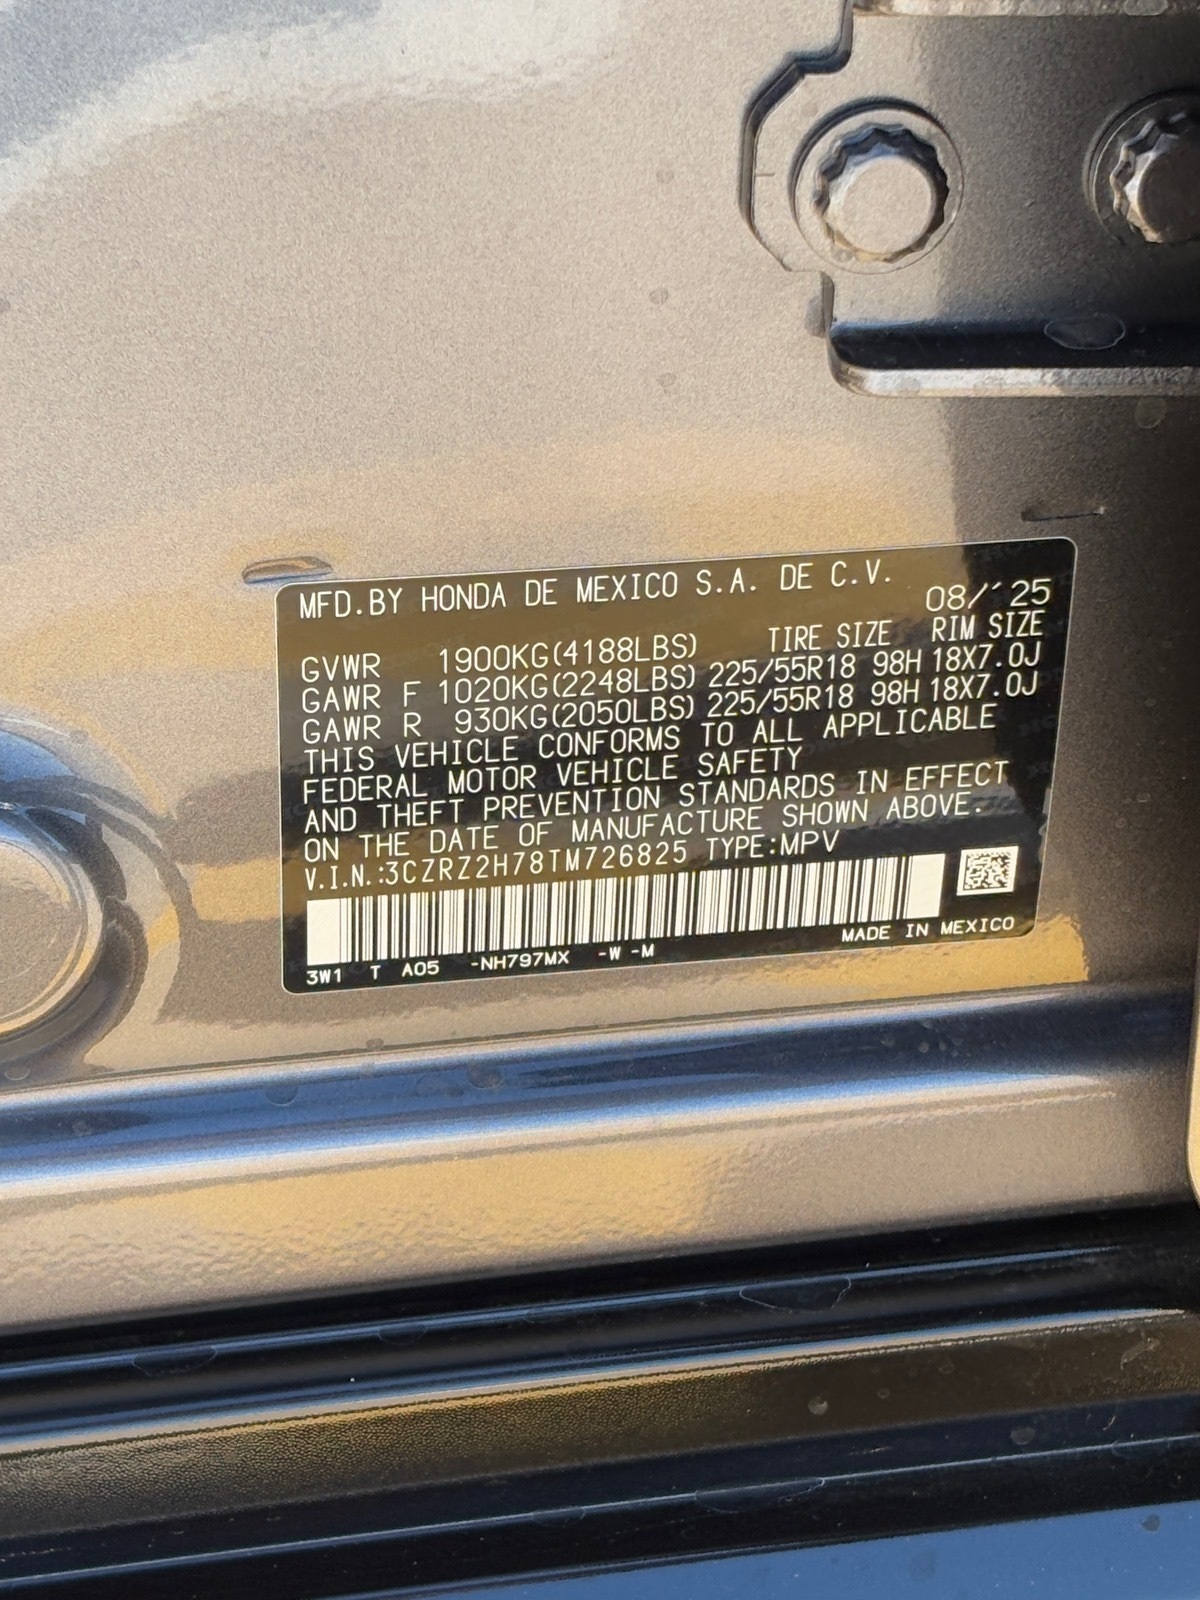 MFD.BY HONDA DE MEXICO S.A. DE C.V.
08/´25
TIRE SIZE RIM SIZE
GVWR 1900KG(4188LBS)
GAWR F 1020KG(2248LBS) 225/55R18 98H 18X7.0J
GAWR R 930KG(2050LBS) 225/55R18 98H 18X7.0J
THIS VEHICLE CONFORMS TO ALL APPLICABLE
FEDERAL MOTOR VEHICLE SAFETY
AND THEFT PREVENTION STANDARDS IN EFFECT
ON THE DATE OF MANUFACTURE SHOWN ABOVE.
V.I.N.:3CZRZ2H78TM726825 TYPE:MPV
MADE IN MEXICO
3W1 T A05 -NH797MX -W -M